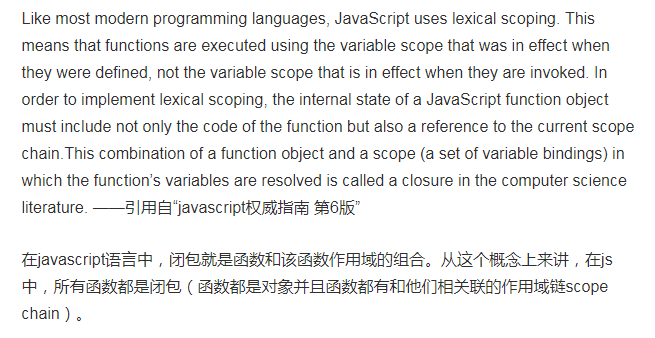 Like most modern programming languages, JavaScript uses lexical scoping. This
means that functions are executed using the variable scope that was in effect when
they were defined, not the variable scope that is in effect when they are invoked. In
order to implement lexical scoping, the internal state of a JavaScript function object
must include not only the code of the function but also a reference to the current scope
chain.This combination of a function object and a scope (a set of variable bindings) in
which the function’s variables are resolved is called a closure in the computer science
literature. ——引用自“javascript权威指南 第6版”
在javascript语言中，闭包就是函数和该函数作用域的组合。从这个概念上来讲，在js
中，所有函数都是闭包（函数都是对象并且函数都有和他们相关联的作用域链scope
chain）。